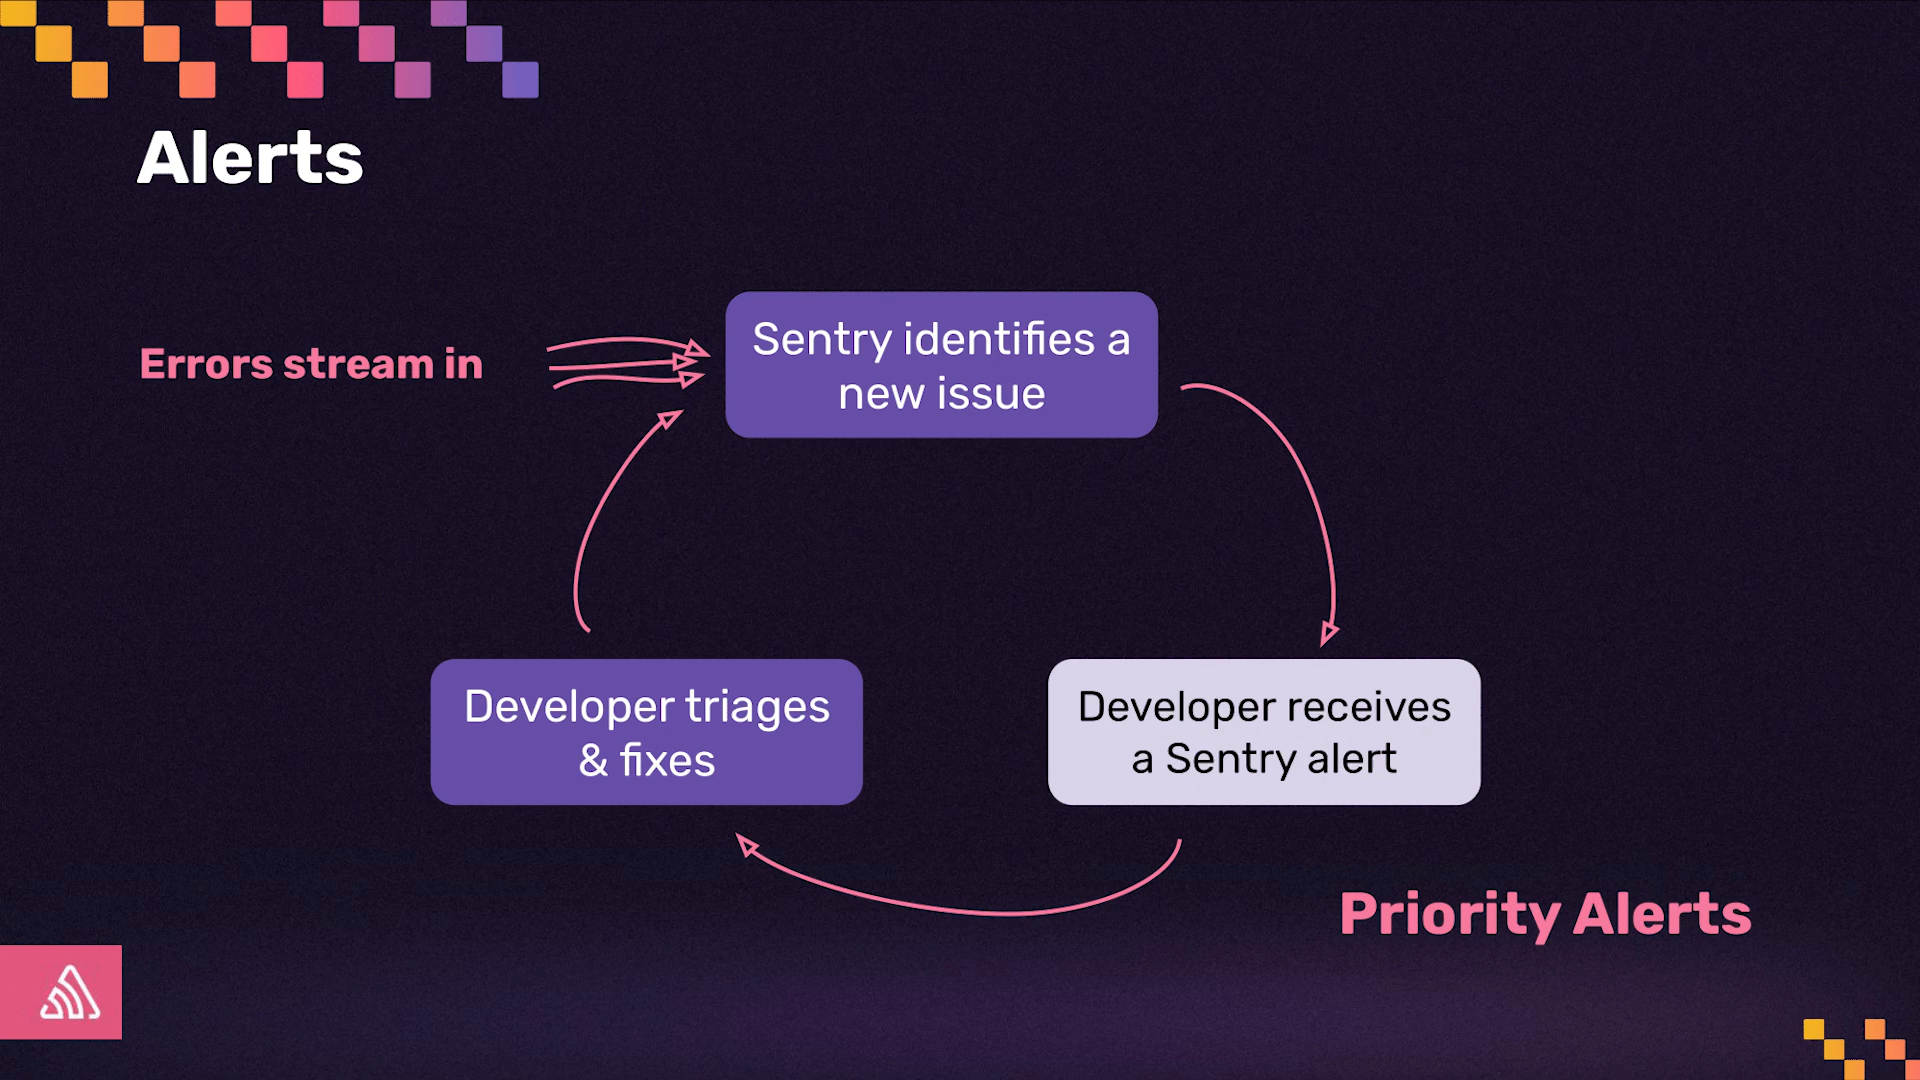 Alerts
Errors stream in
Sentry identifies a
new issue
Developer triages
& fixes
Developer receives
a Sentry alert
Priority Alerts